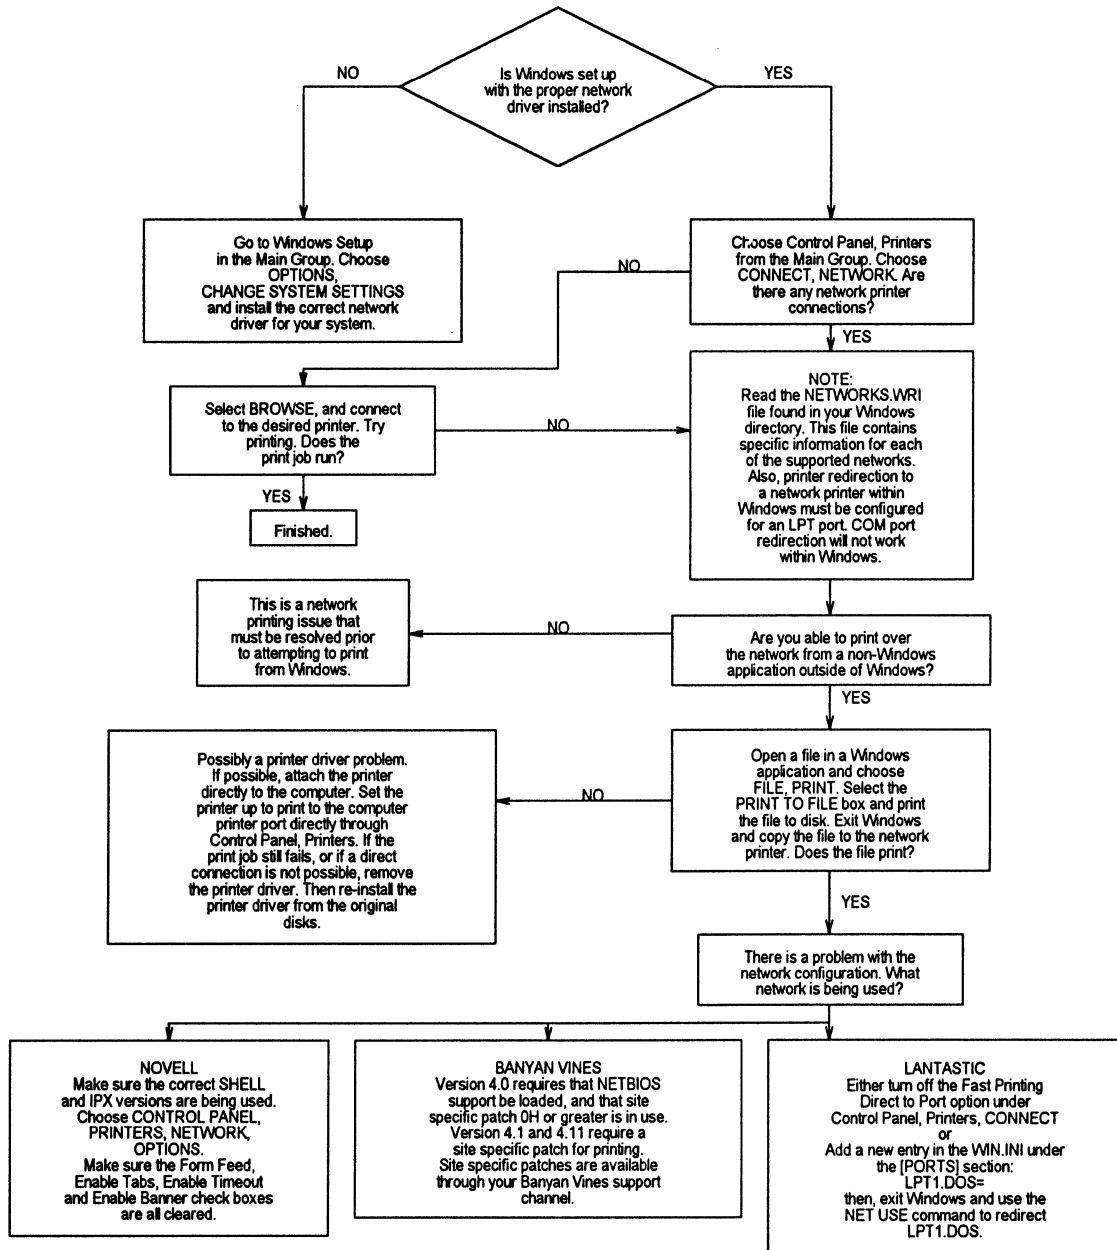 Is Windows set up
with the proper network
driver installed?
NO
YES
Go to Windows Setup
in the Main Group. Choose
OPTIONS,
CHANGE SYSTEM SETTINGS
and install the correct network
driver for your system.
Choose Control Panel, Printers
from the Main Group. Choose
CONNECT, NETWORK. Are
there any network printer
connections?
NO
YES
Select BROWSE, and connect
to the desired printer. Try
printing. Does the
print job run?
NO
YES
Finished.
NOTE:
Read the NETWORKS.WRI
file found in your Windows
directory. This file contains
specific information for each
of the supported networks.
Also, printer redirection to
a network printer within
Windows must be configured
for an LPT port. COM port
redirection will not work
within Windows.
This is a network
printing issue that
must be resolved prior
to attempting to print
from Windows.
NO
Are you able to print over
the network from a non-Windows
application outside of Windows?
YES
Possibly a printer driver problem.
If possible, attach the printer
directly to the computer. Set the
printer up to print to the computer
printer port directly through
Control Panel, Printers. If the
print job still fails, or if a direct
connection is not possible, remove
the printer driver. Then re-install the
printer driver from the original
disks.
NO
Open a file in a Windows
application and choose
FILE, PRINT. Select the
PRINT TO FILE box and print
the file to disk. Exit Windows
and copy the file to the network
printer. Does the file print?
YES
There is a problem with the
network configuration. What
network is being used?
NOVELL
Make sure the correct SHELL
and IPX versions are being used.
Choose CONTROL PANEL,
PRINTERS, NETWORK,
OPTIONS.
Make sure the Form Feed,
Enable Tabs, Enable Timeout
and Enable Banner check boxes
are all cleared.
BANYAN VINES
Version 4.0 requires that NETBIOS
support be loaded, and that site
specific patch 0H or greater is in use.
Version 4.1 and 4.11 require a
site specific patch for printing.
Site specific patches are available
through your Banyan Vines support
channel.
LANTASTIC
Either turn off the Fast Printing
Direct to Port option under
Control Panel, Printers, CONNECT
or
Add a new entry in the WIN.INI under
the [PORTS] section:
LPT1.DOS=
then, exit Windows and use the
NET USE command to redirect
LPT1.DOS.